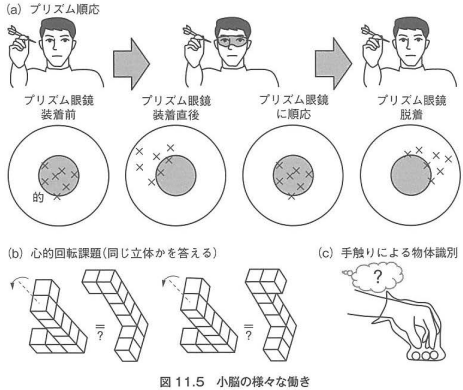 (a) プリズム順応
プリズム眼鏡
装着前
プリズム眼鏡
装着直後
プリズム眼鏡
に順応
プリズム眼鏡
脱着
的
(b) 心的回転課題(同じ立体かを答える)
(c) 手触りによる物体識別
=
?
=
?
?
図 11.5 小脳の様々な働き